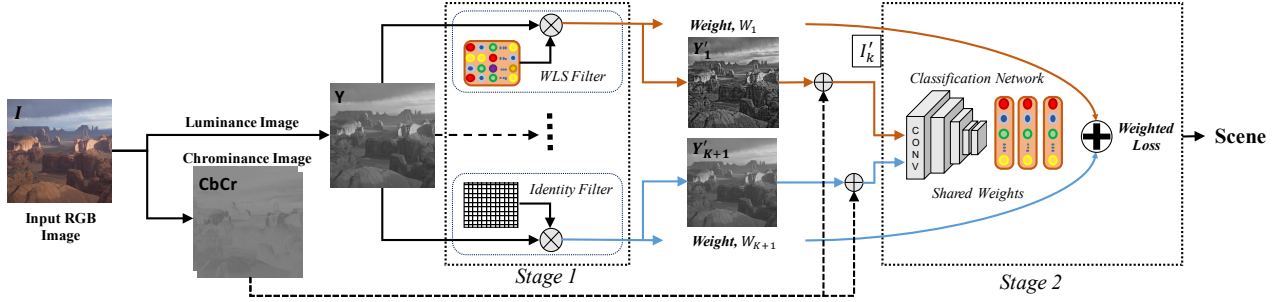 I
Input RGB
Image
Luminance Image
Chrominance Image
CbCr
Y
WLS Filter
Identity Filter
Stage 1
Weight, W₁
Y′₁
Y′K+1
Weight, WK+1
I′k
Classification Network
CONV
Shared Weights
Weighted
Loss
Stage 2
Scene